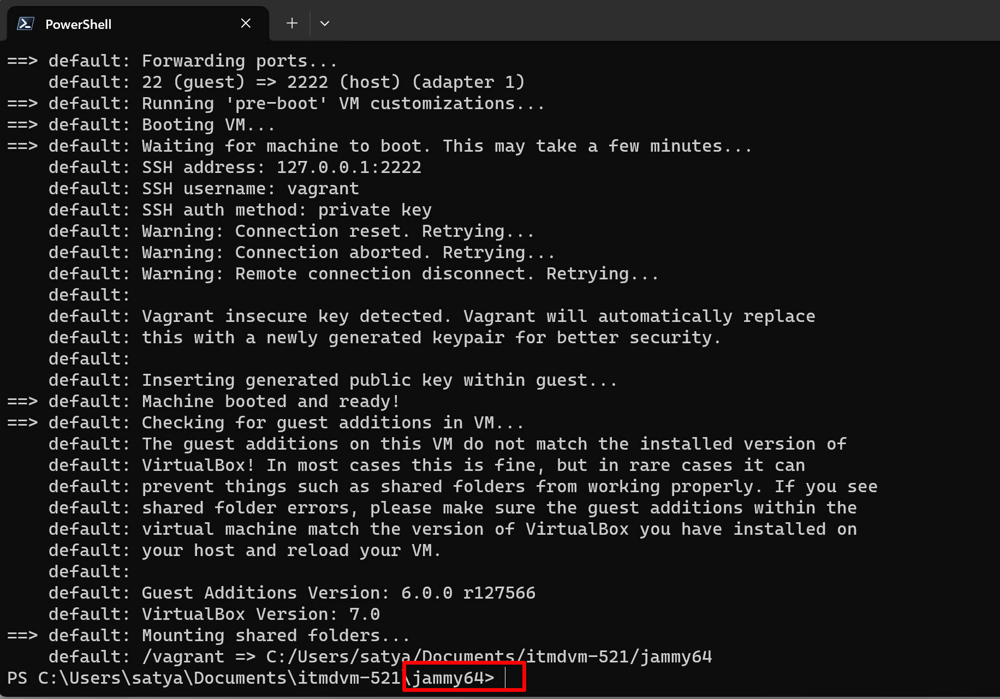 PowerShell
==> default: Forwarding ports...
    default: 22 (guest) => 2222 (host) (adapter 1)
==> default: Running 'pre-boot' VM customizations...
==> default: Booting VM...
==> default: Waiting for machine to boot. This may take a few minutes...
    default: SSH address: 127.0.0.1:2222
    default: SSH username: vagrant
    default: SSH auth method: private key
    default: Warning: Connection reset. Retrying...
    default: Warning: Connection aborted. Retrying...
    default: Warning: Remote connection disconnect. Retrying...
    default:
    default: Vagrant insecure key detected. Vagrant will automatically replace
    default: this with a newly generated keypair for better security.
    default:
    default: Inserting generated public key within guest...
==> default: Machine booted and ready!
==> default: Checking for guest additions in VM...
    default: The guest additions on this VM do not match the installed version of
    default: VirtualBox! In most cases this is fine, but in rare cases it can
    default: prevent things such as shared folders from working properly. If you see
    default: shared folder errors, please make sure the guest additions within the
    default: virtual machine match the version of VirtualBox you have installed on
    default: your host and reload your VM.
    default:
    default: Guest Additions Version: 6.0.0 r127566
    default: VirtualBox Version: 7.0
==> default: Mounting shared folders...
    default: /vagrant => C:/Users/satya/Documents/itmdvm-521/jammy64
PS C:\Users\satya\Documents\itmdvm-521\jammy64>